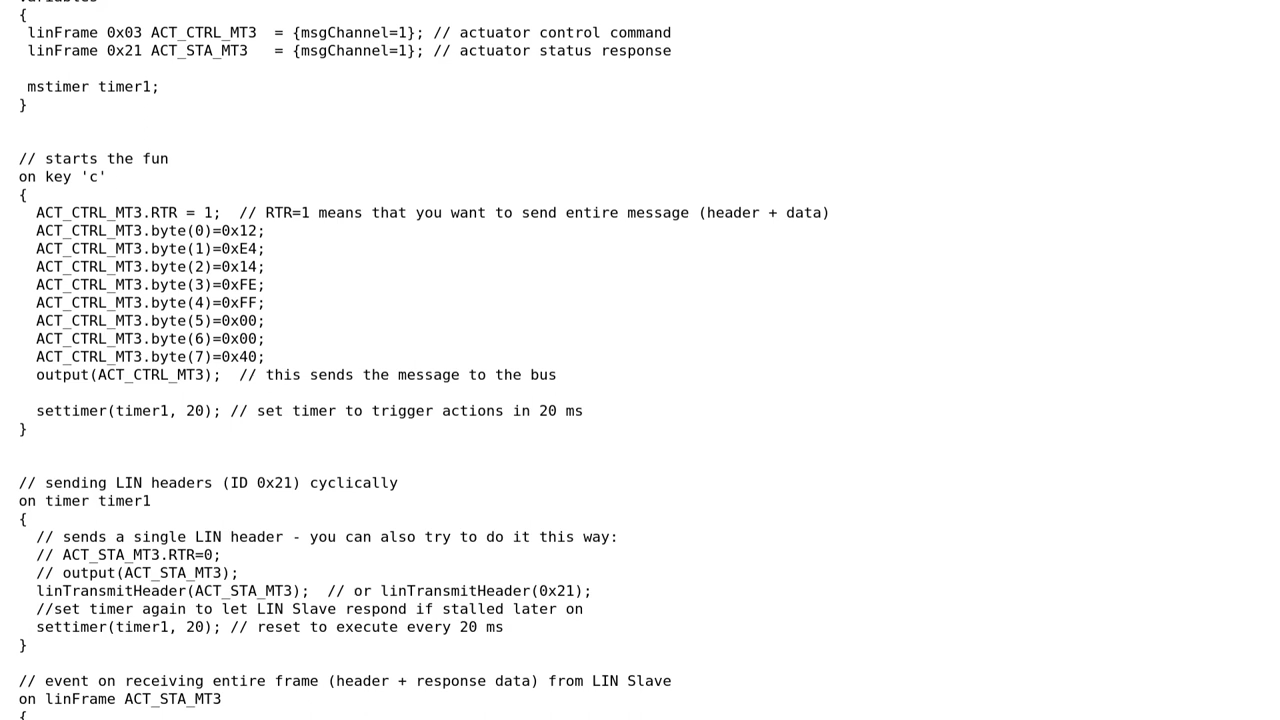 {
linFrame 0x03 ACT_CTRL_MT3  = {msgChannel=1}; // actuator control command
linFrame 0x21 ACT_STA_MT3   = {msgChannel=1}; // actuator status response
mstimer timer1;
}
// starts the fun
on key 'c'
{
ACT_CTRL_MT3.RTR = 1;  // RTR=1 means that you want to send entire message (header + data)
ACT_CTRL_MT3.byte(0)=0x12;
ACT_CTRL_MT3.byte(1)=0xE4;
ACT_CTRL_MT3.byte(2)=0x14;
ACT_CTRL_MT3.byte(3)=0xFE;
ACT_CTRL_MT3.byte(4)=0xFF;
ACT_CTRL_MT3.byte(5)=0x00;
ACT_CTRL_MT3.byte(6)=0x00;
ACT_CTRL_MT3.byte(7)=0x40;
output(ACT_CTRL_MT3);  // this sends the message to the bus
settimer(timer1, 20); // set timer to trigger actions in 20 ms
}
// sending LIN headers (ID 0x21) cyclically
on timer timer1
{
// sends a single LIN header - you can also try to do it this way:
// ACT_STA_MT3.RTR=0;
// output(ACT_STA_MT3);
linTransmitHeader(ACT_STA_MT3);  // or linTransmitHeader(0x21);
//set timer again to let LIN Slave respond if stalled later on
settimer(timer1, 20); // reset to execute every 20 ms
}
// event on receiving entire frame (header + response data) from LIN Slave
on linFrame ACT_STA_MT3
{